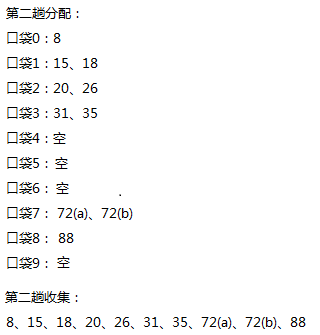 第二趟分配：
口袋0：8
口袋1：15、18
口袋2：20、26
口袋3：31、35
口袋4：空
口袋5： 空
口袋6： 空
口袋7： 72(a)、72(b)
口袋8： 88
口袋9： 空
第二趟收集：
8、15、18、20、26、31、35、72(a)、72(b)、88